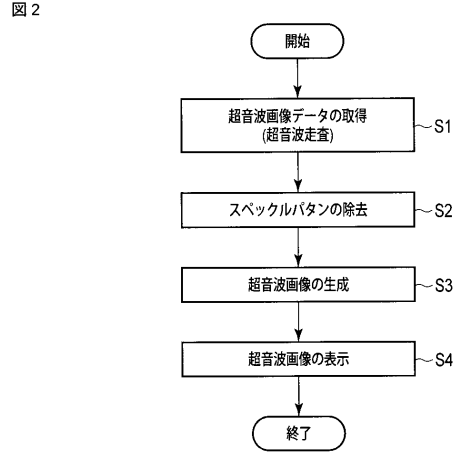 図2
開始
超音波画像データの取得
(超音波走査)
S1
スペックルパタンの除去
S2
超音波画像の生成
S3
超音波画像の表示
S4
終了